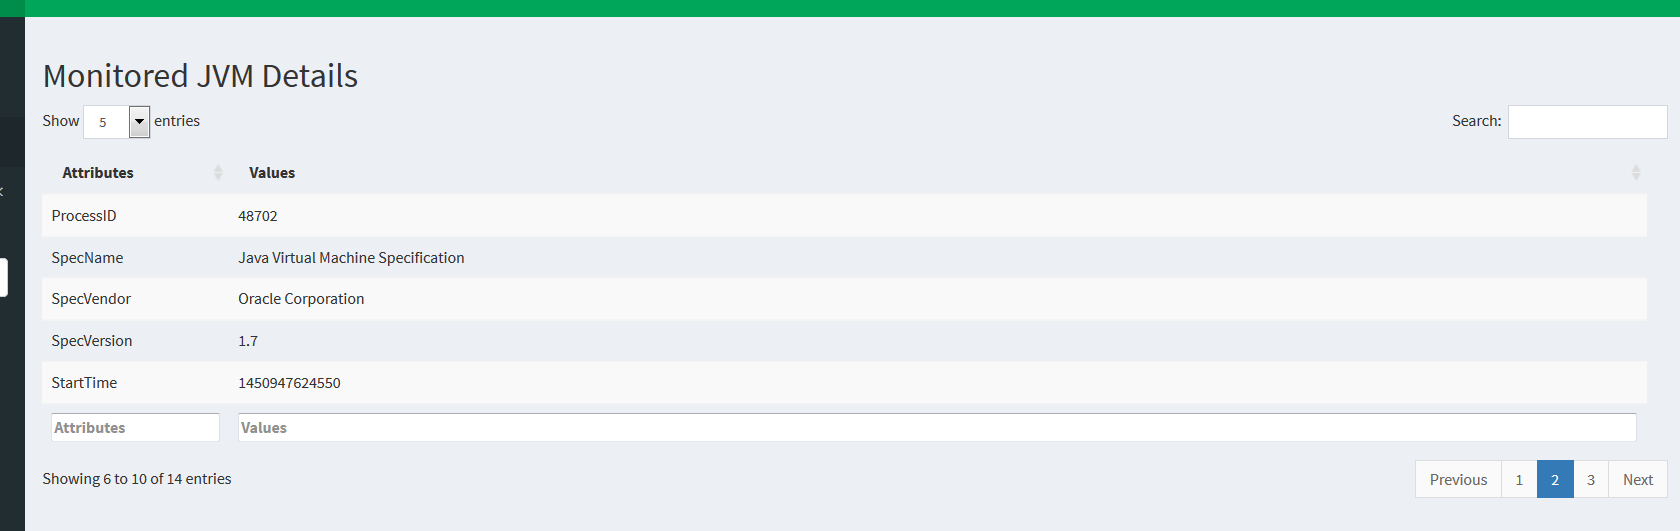 Monitored JVM Details
Show 5 entries Search:
Attributes Values
ProcessID 48702
SpecName Java Virtual Machine Specification
SpecVendor Oracle Corporation
SpecVersion 1.7
StartTime 1450947624550
Attributes Values
Showing 6 to 10 of 14 entries Previous 1 2 3 Next